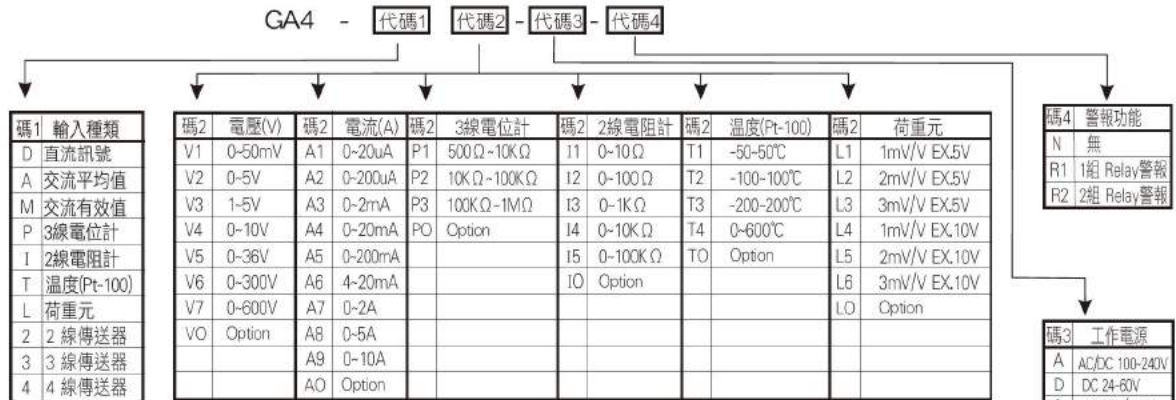 GA4 - 代碼1 代碼2 - 代碼3 - 代碼4
碼1 輸入種類
D 直流訊號
A 交流平均值
M 交流有效值
P 3線電位計
I 2線電阻計
T 温度(Pt-100)
L 荷重元
2 2 線傳送器
3 3 線傳送器
4 4 線傳送器
碼2 電壓(V) 碼2 電流(A) 碼2 3線電位計 碼2 2線電阻計 碼2 温度(Pt-100) 碼2 荷重元
V1 0~50mV A1 0~20uA P1 500Ω~10KΩ I1 0~10Ω T1 -50~50℃ L1 1mV/V EX.5V
V2 0~5V A2 0~200uA P2 10KΩ~100KΩ I2 0~100Ω T2 -100~100℃ L2 2mV/V EX.5V
V3 1~5V A3 0~2mA P3 100KΩ~1MΩ I3 0~1KΩ T3 -200~200℃ L3 3mV/V EX.5V
V4 0~10V A4 0~20mA PO Option I4 0~10KΩ T4 0~600℃ L4 1mV/V EX.10V
V5 0~36V A5 0~200mA I5 0~100KΩ TO Option L5 2mV/V EX.10V
V6 0~300V A6 4~20mA IO Option L6 3mV/V EX.10V
V7 0~600V A7 0~2A LO Option
VO Option A8 0~5A
A9 0~10A
AO Option
碼4 警報功能
N 無
R1 1組 Relay警報
R2 2組 Relay警報
碼3 工作電源
A AC/DC 100~240V
D DC 24~60V